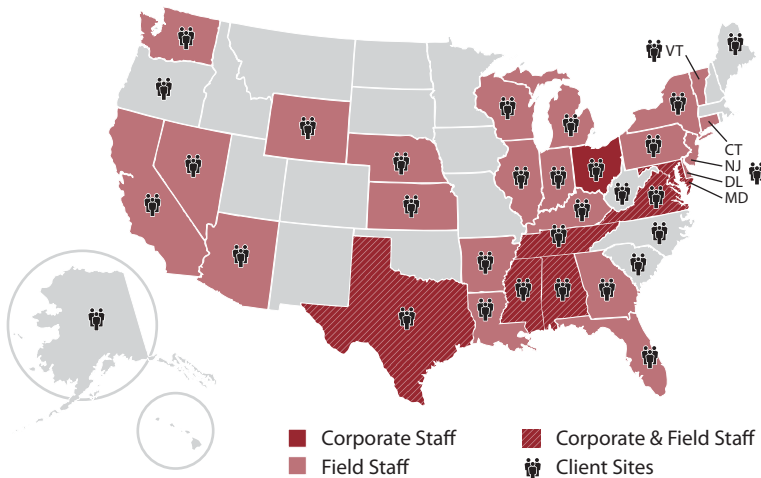 VT
CT
NJ
DL
MD
Corporate Staff
Corporate & Field Staff
Field Staff
Client Sites